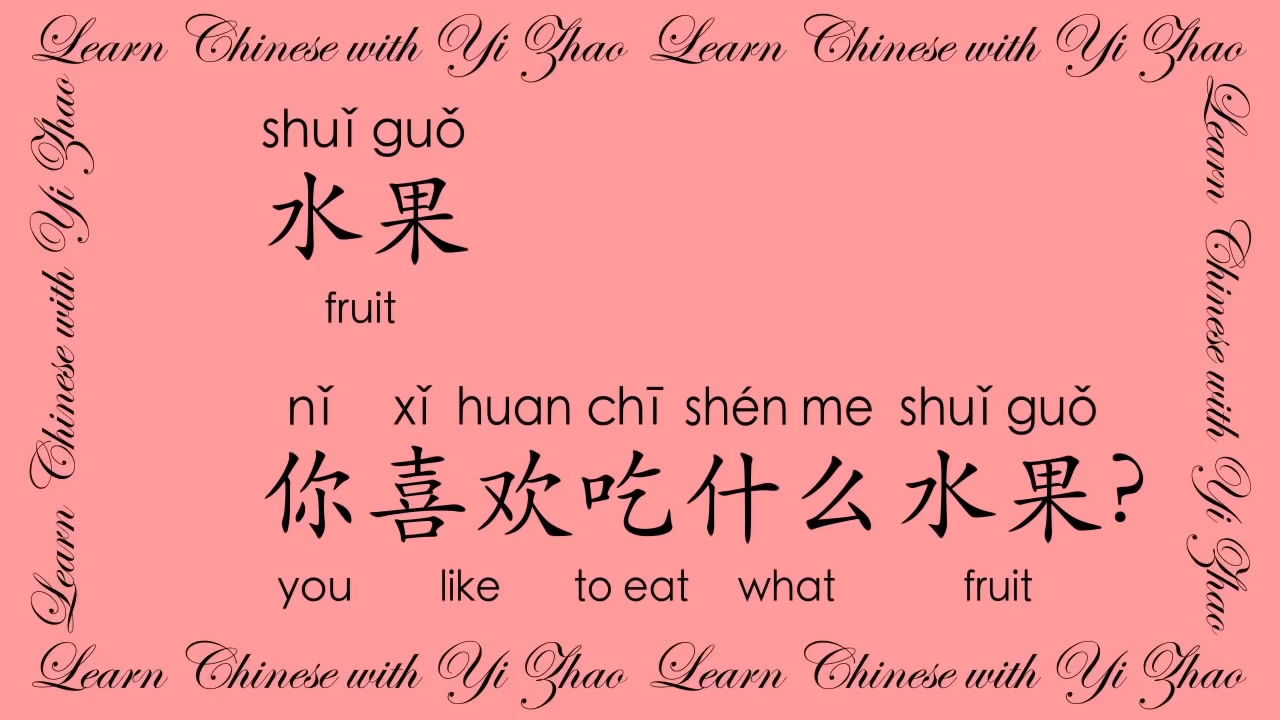 Learn Chinese with Yi Zhao Learn Chinese with Yi Zhao
Learn Chinese with Yi Zhao
shuǐ guǒ
水果
fruit
nǐ xǐ huan chī shén me shuǐ guǒ
你喜欢吃什么水果?
you like to eat what fruit
Learn Chinese with Yi Zhao
Learn Chinese with Yi Zhao Learn Chinese with Yi Zhao